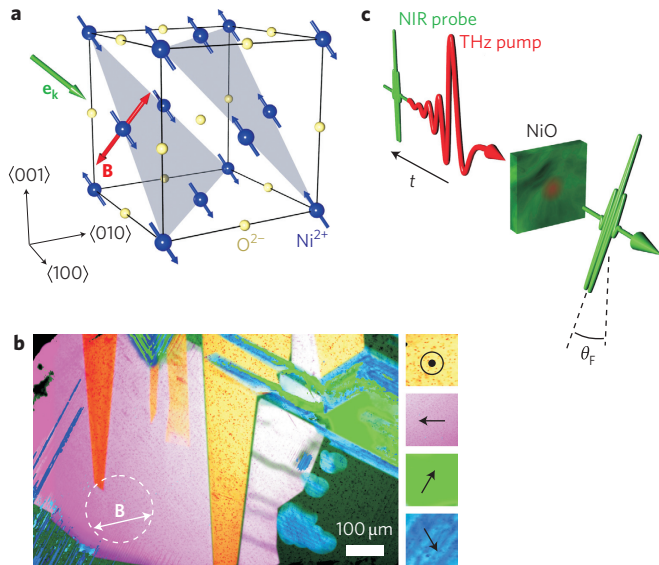 a
e_k
B
⟨001⟩
⟨010⟩
⟨100⟩
O²⁻
Ni²⁺
c
NIR probe
THz pump
NiO
t
θ_F
b
B
100 μm